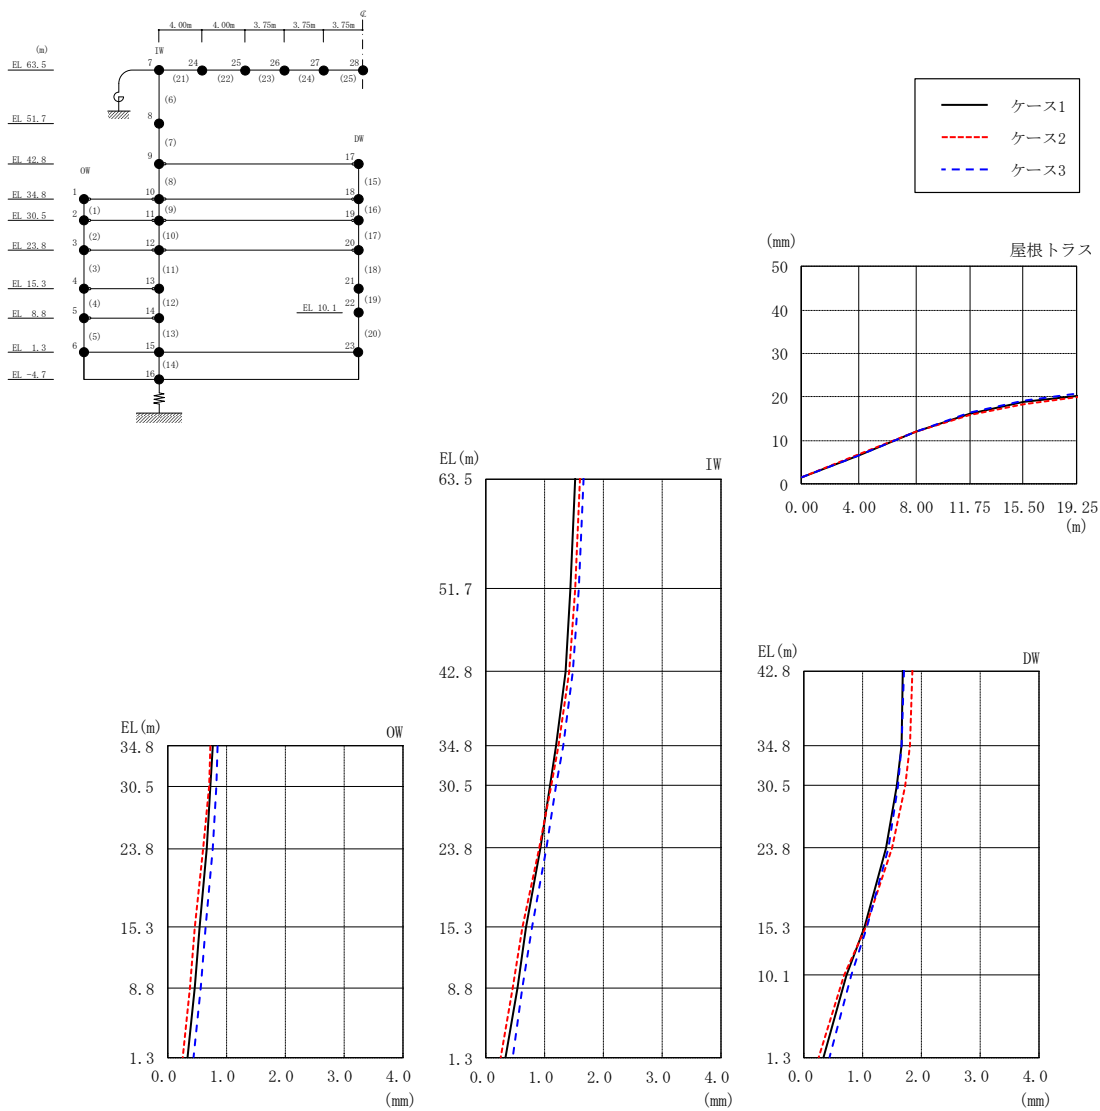 ℄
4.00m 4.00m 3.75m 3.75m 3.75m
(m)
IW
EL 63.5
7 24 25 26 27 28
(21) (22) (23) (24) (25)
(6)
EL 51.7
8
(7)
DW
EL 42.8
9 17
OW
(8) (15)
EL 34.8
1 10 18
(1) (9) (16)
EL 30.5
2 11 19
(2) (10) (17)
EL 23.8
3 12 20
(3) (11) (18)
EL 15.3
4 13 21
(4) (12) (19)
EL 10.1 22
EL 8.8
5 14
(5) (13) (20)
EL 1.3
6 15 23
(14)
EL -4.7
16
ケース1
ケース2
ケース3
(mm)
屋根トラス
50
40
30
20
10
0
0.00 4.00 8.00 11.75 15.50 19.25
(m)
EL(m)
IW
63.5
51.7
42.8
34.8
30.5
23.8
15.3
8.8
1.3
0.0 1.0 2.0 3.0 4.0
(mm)
EL(m)
OW
34.8
30.5
23.8
15.3
8.8
1.3
0.0 1.0 2.0 3.0 4.0
(mm)
EL(m)
DW
42.8
34.8
30.5
23.8
15.3
10.1
1.3
0.0 1.0 2.0 3.0 4.0
(mm)